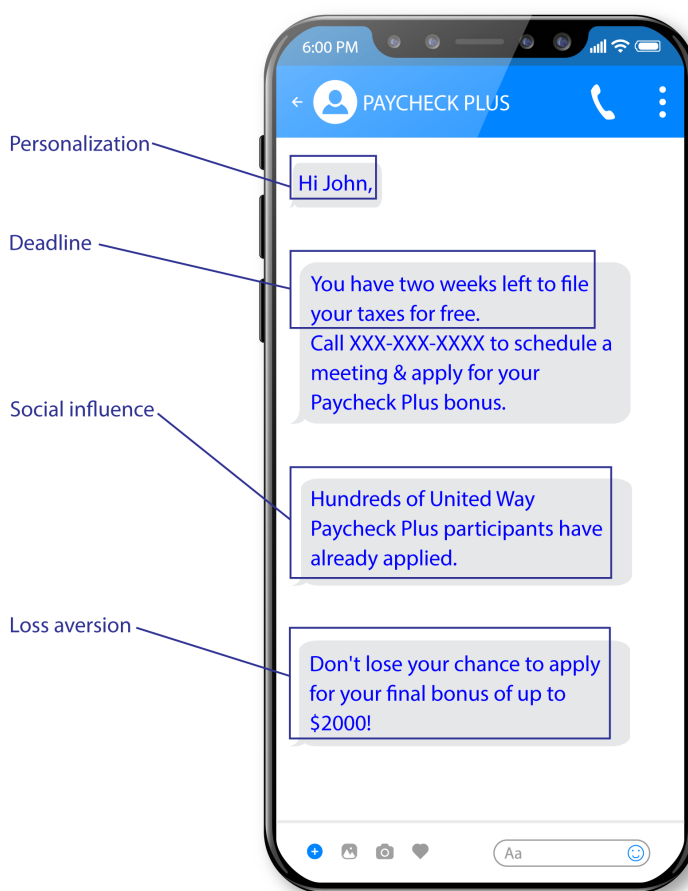 6:00 PM
PAYCHECK PLUS
Personalization
Hi John,
Deadline
You have two weeks left to file
your taxes for free.
Call XXX-XXX-XXXX to schedule a
meeting & apply for your
Paycheck Plus bonus.
Social influence
Hundreds of United Way
Paycheck Plus participants have
already applied.
Loss aversion
Don't lose your chance to apply
for your final bonus of up to
$2000!
Aa